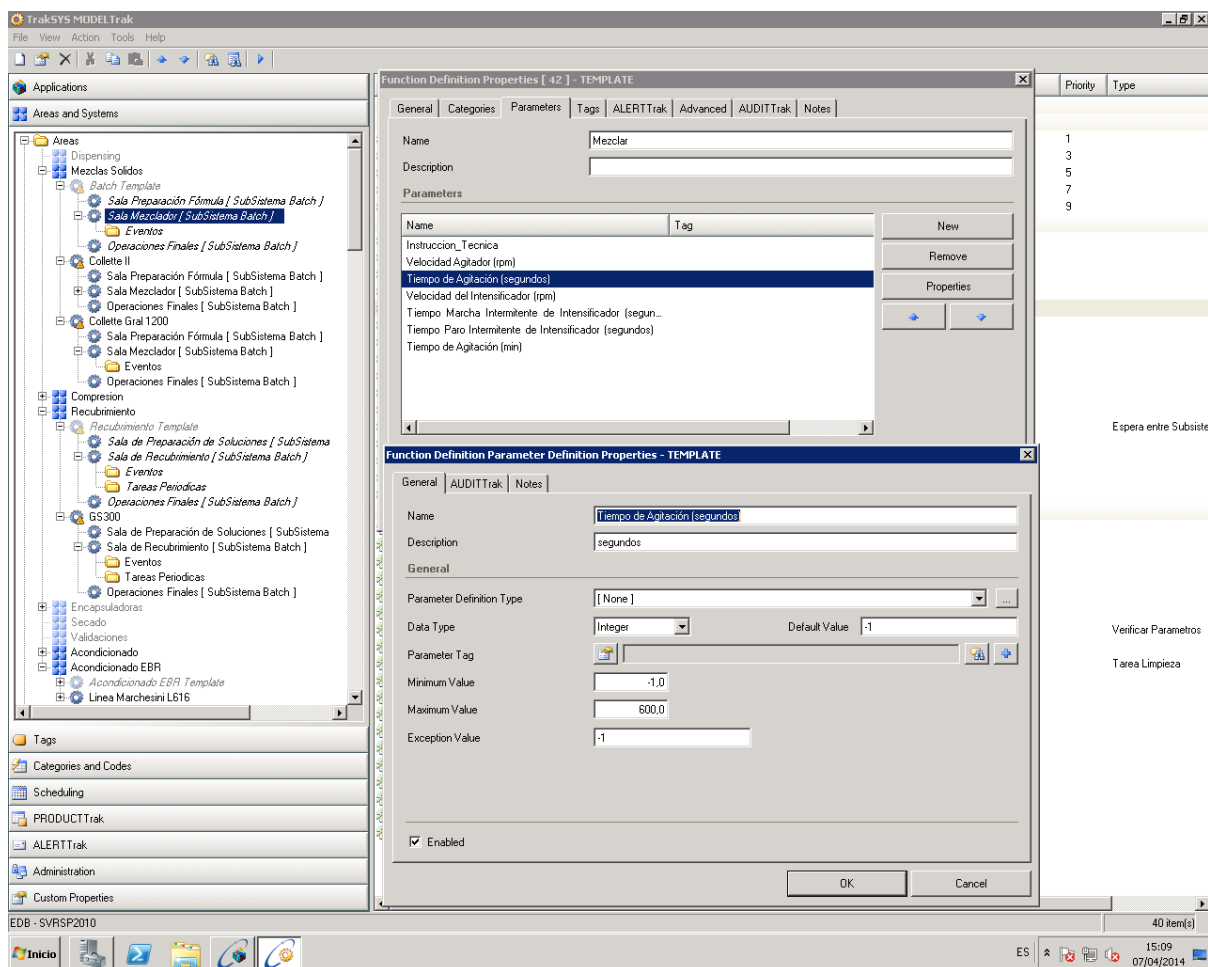 TrakSYS MODELTrak
File View Action Tools Help
Applications
Areas and Systems
Areas
Dispensing
Mezclas Solidos
Batch Template
Sala Preparación Fórmula [ SubSistema Batch ]
Sala Mezclador [ SubSistema Batch ]
Eventos
Operaciones Finales [ SubSistema Batch ]
Collette II
Sala Preparación Fórmula [ SubSistema Batch ]
Sala Mezclador [ SubSistema Batch ]
Operaciones Finales [ SubSistema Batch ]
Collette Gral 1200
Sala Preparación Fórmula [ SubSistema Batch ]
Sala Mezclador [ SubSistema Batch ]
Eventos
Operaciones Finales [ SubSistema Batch ]
Compresion
Recubrimiento
Recubrimiento Template
Sala de Preparación de Soluciones [ SubSistema
Sala de Recubrimiento [ SubSistema Batch ]
Eventos
Tareas Periodicas
Operaciones Finales [ SubSistema Batch ]
GS300
Sala de Preparación de Soluciones [ SubSistema
Sala de Recubrimiento [ SubSistema Batch ]
Eventos
Tareas Periodicas
Operaciones Finales [ SubSistema Batch ]
Encapsuladoras
Secado
Validaciones
Acondicionado
Acondicionado EBR
Acondicionado EBR Template
Linea Marchesini L616
Tags
Categories and Codes
Scheduling
PRODUCTTrak
ALERTTrak
Administration
Custom Properties
Function Definition Properties [ 42 ] - TEMPLATE
General Categories Parameters Tags ALERTTrak Advanced AUDITTrak Notes
Name Mezclar
Description
Parameters
Name Tag
Instruccion_Tecnica
Velocidad Agitador (rpm)
Tiempo de Agitación (segundos)
Velocidad del Intensificador (rpm)
Tiempo Marcha Intermitente de Intensificador (segun...
Tiempo Paro Intermitente de Intensificador (segundos)
Tiempo de Agitación (min)
New
Remove
Properties
Function Definition Parameter Definition Properties - TEMPLATE
General AUDITTrak Notes
Name Tiempo de Agitación (segundos)
Description segundos
General
Parameter Definition Type [ None ] ...
Data Type Integer Default Value -1
Parameter Tag
Minimum Value -1,0
Maximum Value 600,0
Exception Value -1
Enabled
OK Cancel
Priority Type
1
3
5
7
9
Espera entre Subsiste
Verificar Parametros
Tarea Limpieza
EDB - SVRSP2010 40 item(s)
Inicio ES 15:09
07/04/2014